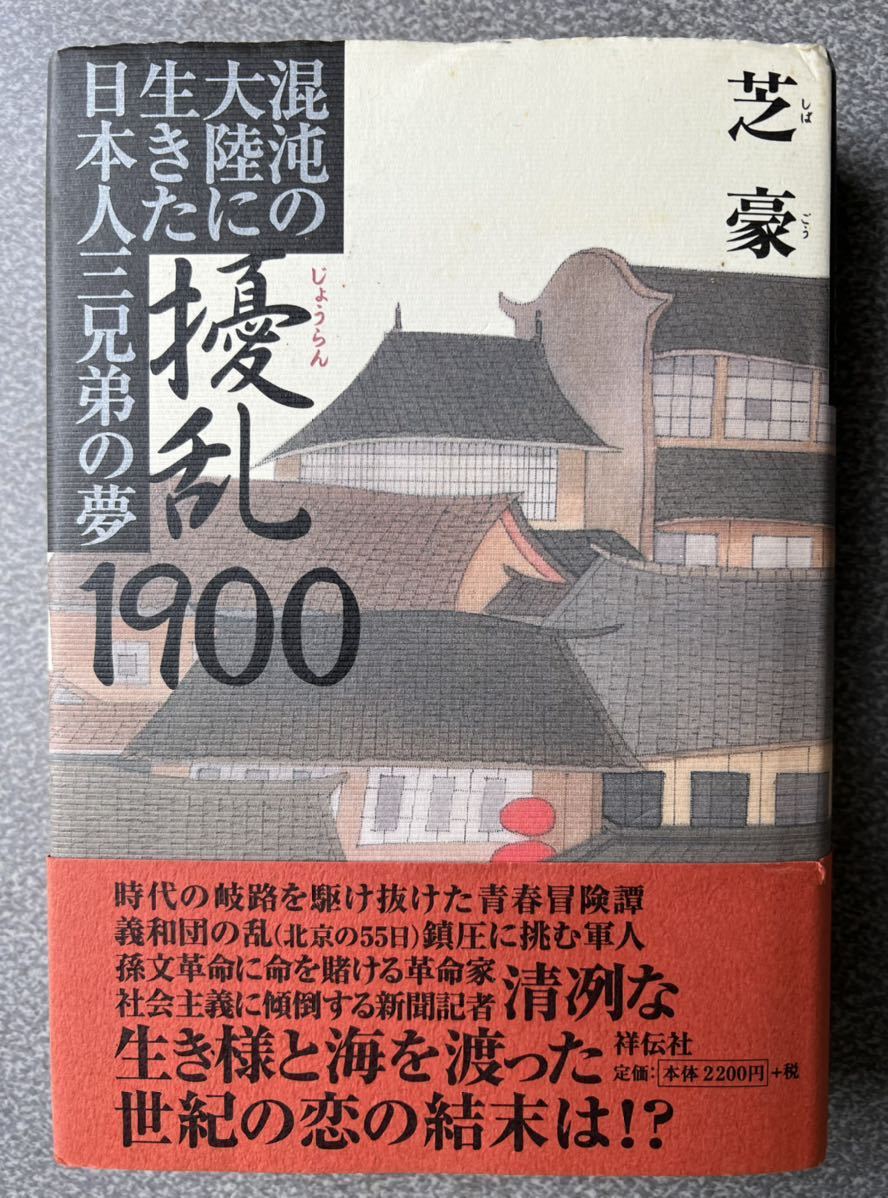 芝豪
しば
ごう
混沌の
大陸に
生きた
日本人三兄弟の夢
擾乱
じょうらん
1900
時代の岐路を駆け抜けた青春冒険譚
義和団の乱(北京の55日)鎮圧に挑む軍人
孫文革命に命を賭ける革命家
社会主義に傾倒する新聞記者
清冽な
生き様と海を渡った
世紀の恋の結末は!?
祥伝社
定価:本体2200円+税